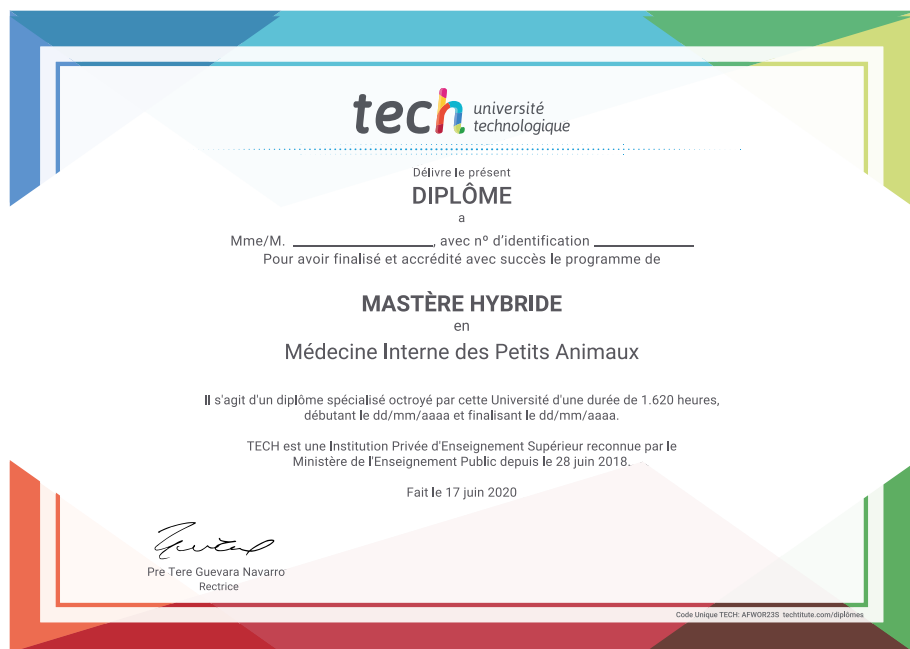 tech université
technologique
Délivre le présent
DIPLÔME
a
Mme/M. ______________, avec nº d'identification __________
Pour avoir finalisé et accrédité avec succès le programme de
MASTÈRE HYBRIDE
en
Médecine Interne des Petits Animaux
Il s'agit d'un diplôme spécialisé octroyé par cette Université d'une durée de 1.620 heures,
débutant le dd/mm/aaaa et finalisant le dd/mm/aaaa.
TECH est une Institution Privée d'Enseignement Supérieur reconnue par le
Ministère de l'Enseignement Public depuis le 28 juin 2018.
Fait le 17 juin 2020
Pre Tere Guevara Navarro
Rectrice
Code Unique TECH: AFWOR23S techtitute.com/diplômes